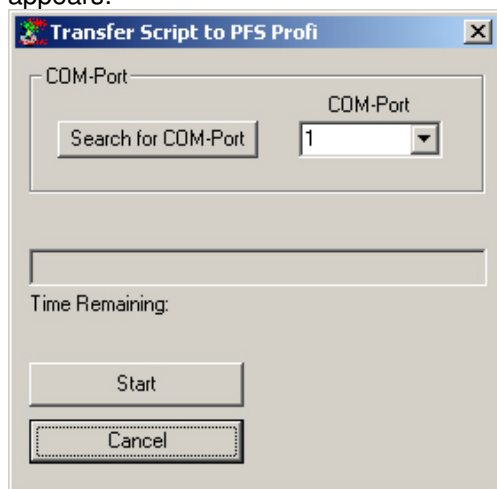 appears:
Transfer Script to PFS Profi
COM-Port
COM-Port
Search for COM-Port
1
Time Remaining:
Start
Cancel